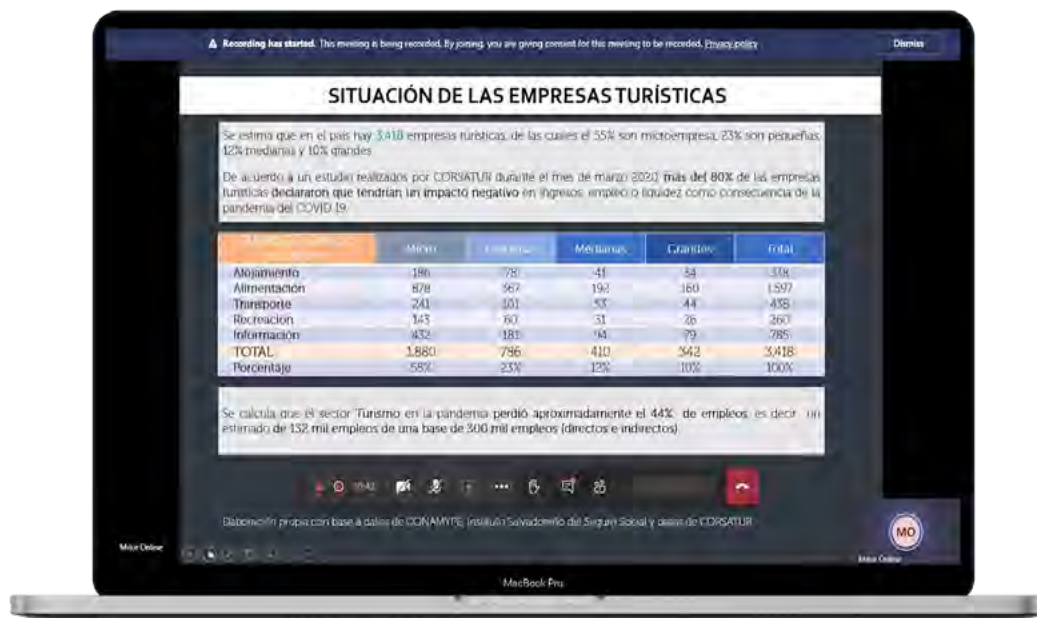 Recording has started. This meeting is being recorded. By joining, you are giving consent for this meeting to be recorded. Privacy policy Dismiss
SITUACIÓN DE LAS EMPRESAS TURÍSTICAS
Se estima que en el país hay 3,418 empresas turísticas, de las cuales el 55% son microempresa, 23% son pequeñas,
12% medianas y 10% grandes
De acuerdo a un estudio realizados por CORSATUR durante el mes de marzo 2020, más del 80% de las empresas
turísticas declararon que tendrían un impacto negativo en ingresos, empleo o liquidez como consecuencia de la
pandemia del COVID 19.
Micro Medianas Grandes Total
Alojamiento 186 78 41 34 338
Alimentación 878 367 192 160 1,597
Transporte 241 101 53 44 438
Recreación 143 60 31 26 260
Información 432 181 94 79 785
TOTAL 1,880 786 410 342 3,418
Porcentaje 23% 12% 10% 100%
Se calcula que el sector Turismo en la pandemia perdió aproximadamente el 44% de empleos, es decir un
estimado de 132 mil empleos de una base de 300 mil empleos (directos e indirectos)
Elaboración propia con base a datos de CONAMYPE, Instituto Salvadoreño del Seguro Social y datos de CORSATUR
MO
Mitur Online
Mitur Online
MacBook Pro